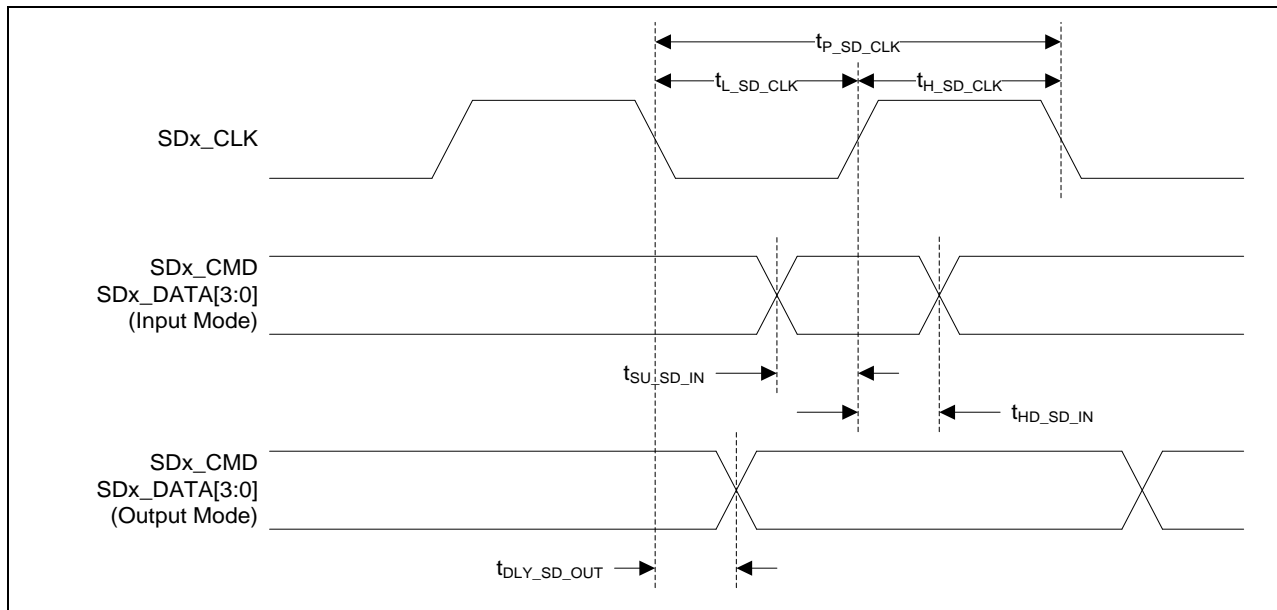 tP_SD_CLK
tL_SD_CLK
tH_SD_CLK
SDx_CLK
SDx_CMD
SDx_DATA[3:0]
(Input Mode)
tSU_SD_IN
tHD_SD_IN
SDx_CMD
SDx_DATA[3:0]
(Output Mode)
tDLY_SD_OUT